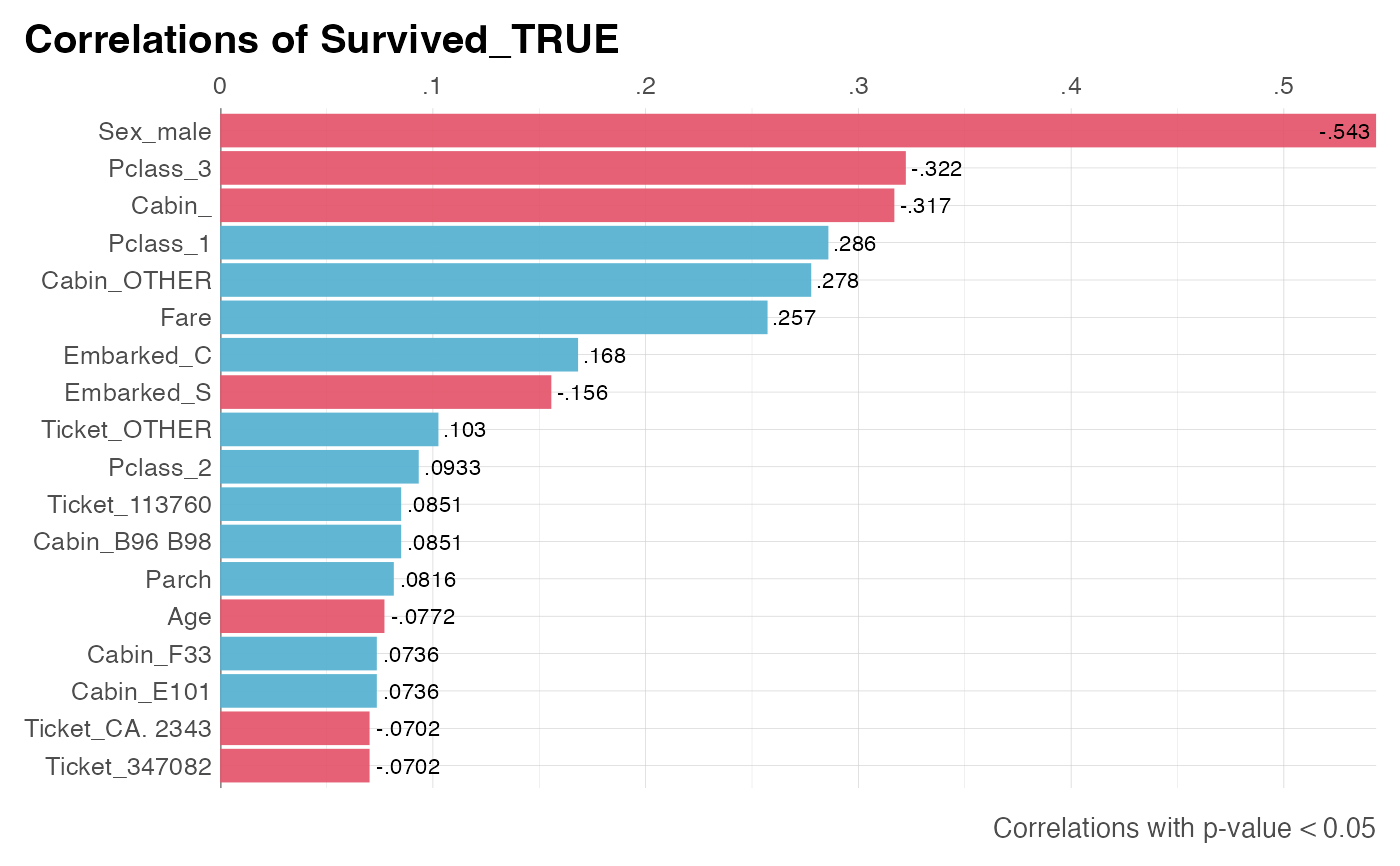 Correlations of Survived_TRUE
0 .1 .2 .3 .4 .5
Sex_male -.543
Pclass_3 -.322
Cabin_ -.317
Pclass_1 .286
Cabin_OTHER .278
Fare .257
Embarked_C .168
Embarked_S -.156
Ticket_OTHER .103
Pclass_2 .0933
Ticket_113760 .0851
Cabin_B96 B98 .0851
Parch .0816
Age -.0772
Cabin_F33 .0736
Cabin_E101 .0736
Ticket_CA. 2343 -.0702
Ticket_347082 -.0702
Correlations with p-value < 0.05